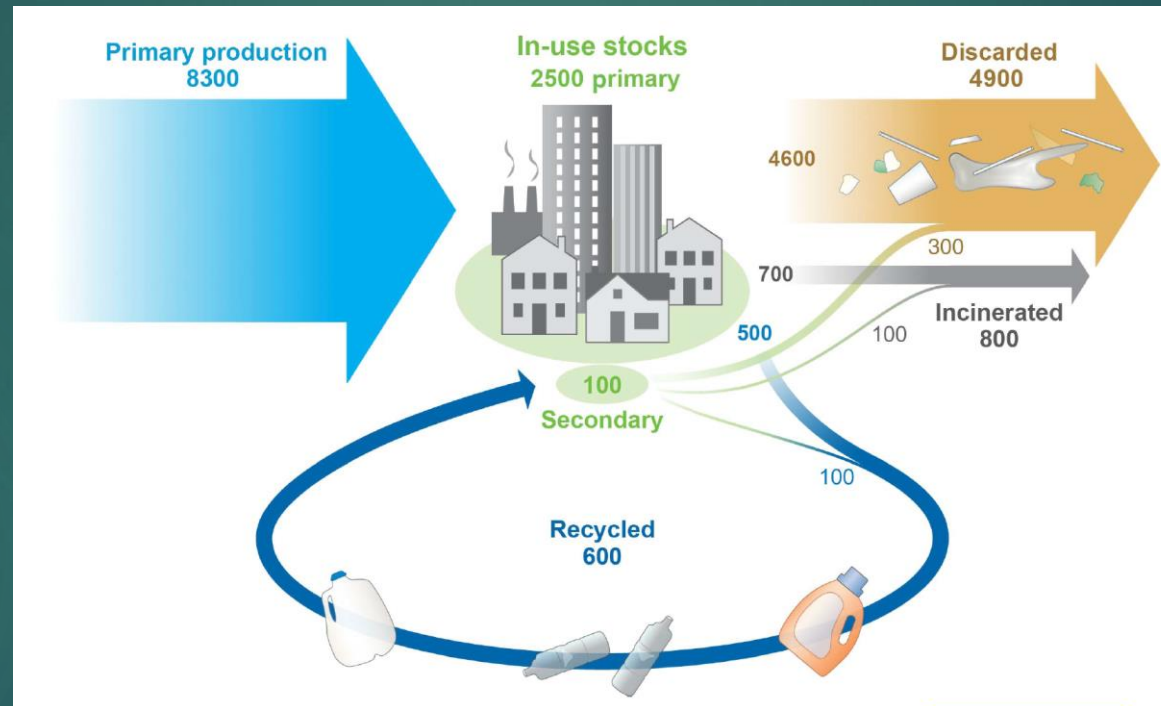 Primary production
8300
In-use stocks
2500 primary
Discarded
4900
4600
300
700
Incinerated
800
100
500
100
Secondary
100
Recycled
600